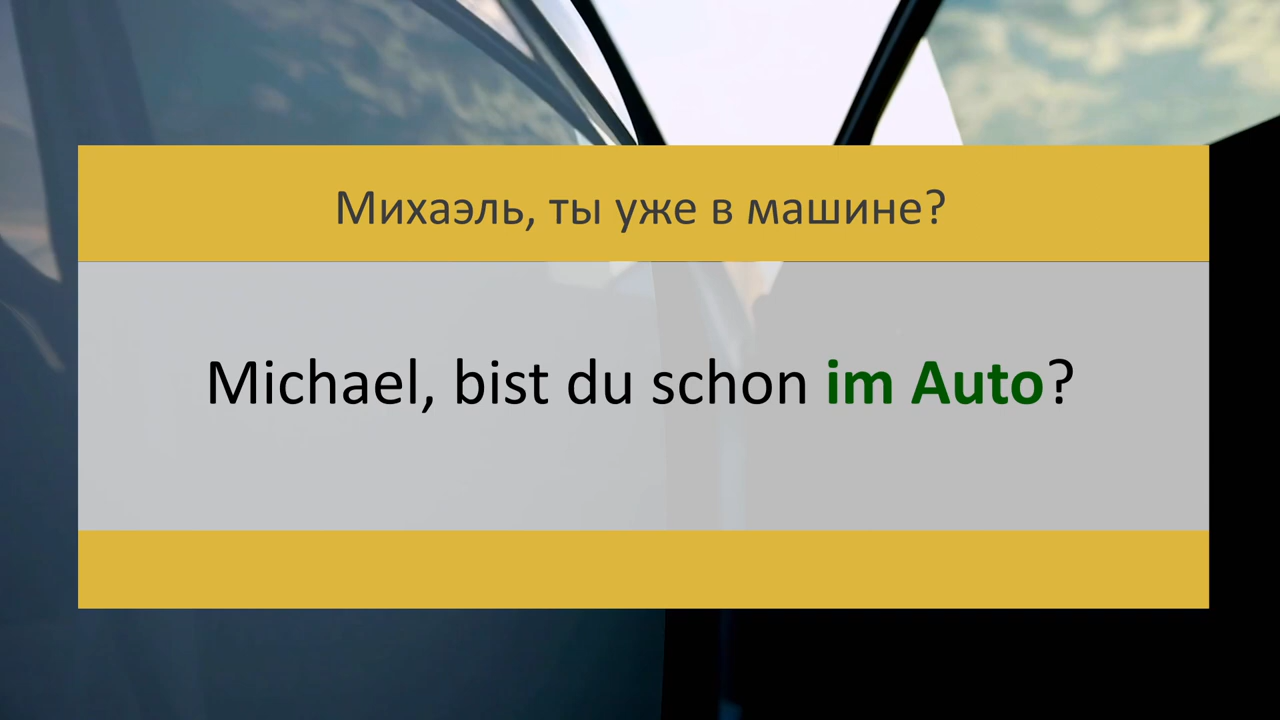 Михаэль, ты уже в машине?
Michael, bist du schon im Auto?